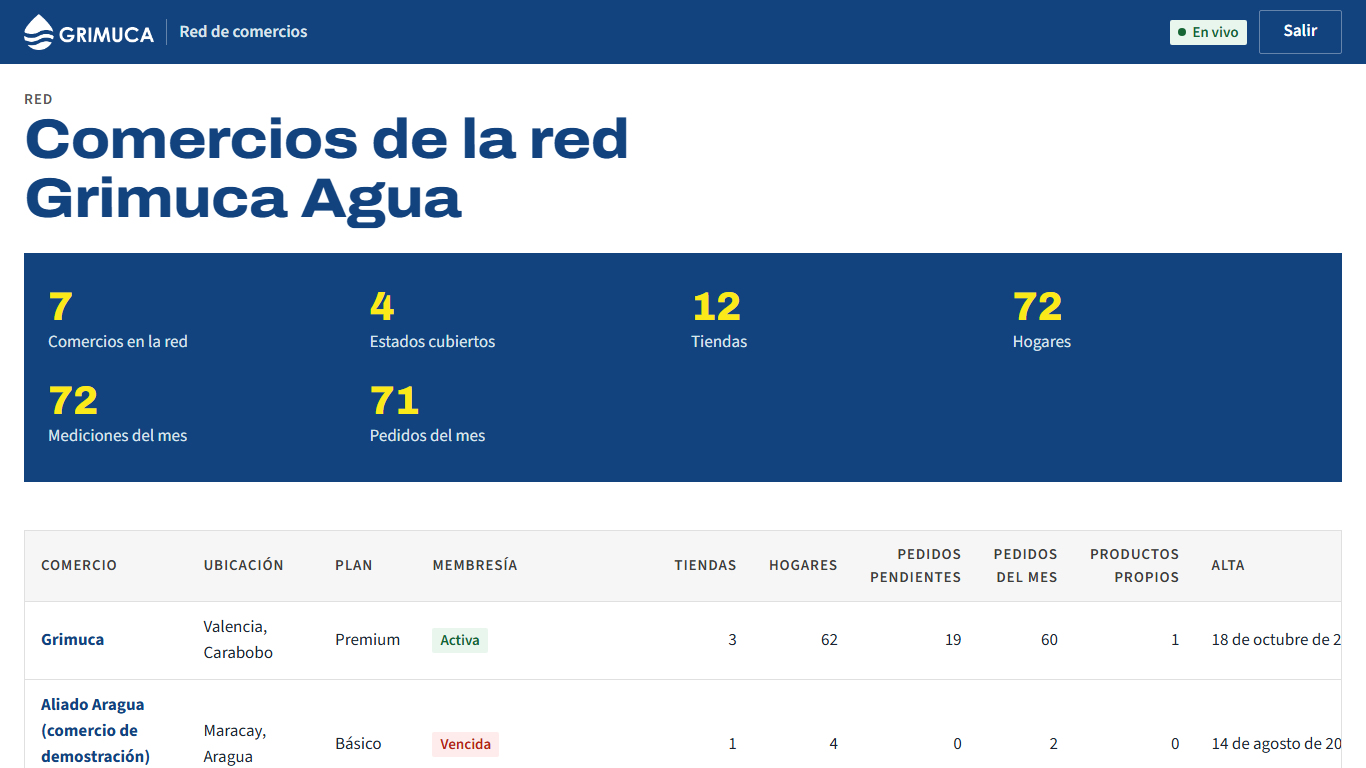 GRIMUCA
Red de comercios
En vivo
Salir
RED
Comercios de la red
Grimuca Agua
7
Comercios en la red
4
Estados cubiertos
12
Tiendas
72
Hogares
72
Mediciones del mes
71
Pedidos del mes
COMERCIO UBICACIÓN PLAN MEMBRESÍA TIENDAS HOGARES PEDIDOS PENDIENTES PEDIDOS DEL MES PRODUCTOS PROPIOS ALTA
Grimuca Valencia, Carabobo Premium Activa 3 62 19 60 1 18 de octubre de 2
Aliado Aragua (comercio de demostración) Maracay, Aragua Básico Vencida 1 4 0 2 0 14 de agosto de 20